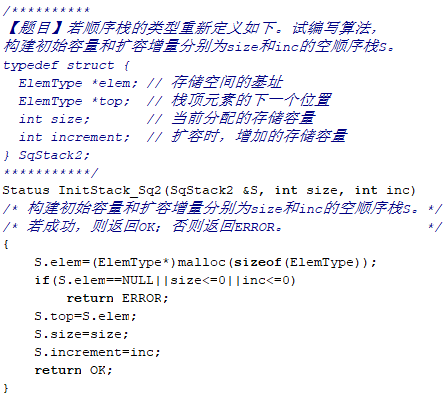 /**********
【题目】若顺序栈的类型重新定义如下。试编写算法,
构建初始容量和扩容增量分别为size和inc的空顺序栈S。
typedef struct {
  ElemType *elem; // 存储空间的基址
  ElemType *top;  // 栈顶元素的下一个位置
  int size;       // 当前分配的存储容量
  int increment;  // 扩容时，增加的存储容量
} SqStack2;
***********/
Status InitStack_Sq2(SqStack2 &S, int size, int inc)
/* 构建初始容量和扩容增量分别为size和inc的空顺序栈S。*/
/* 若成功，则返回OK；否则返回ERROR。                */
{
    S.elem=(ElemType*)malloc(sizeof(ElemType));
    if(S.elem==NULL||size<=0||inc<=0)
        return ERROR;
    S.top=S.elem;
    S.size=size;
    S.increment=inc;
    return OK;
}